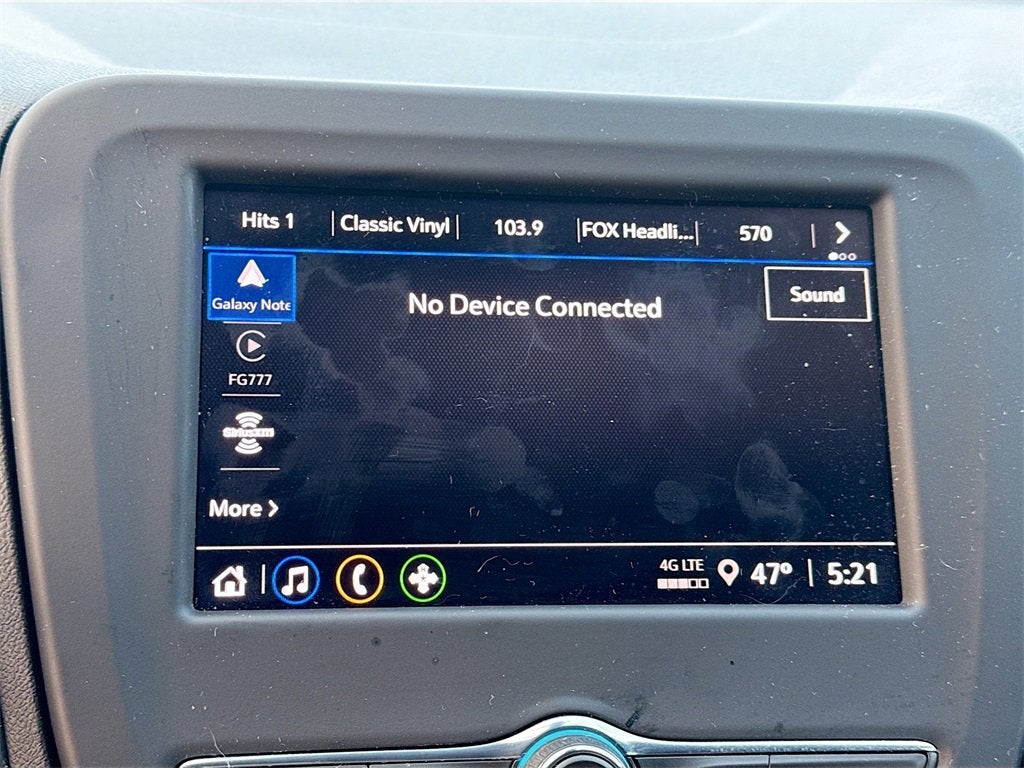 Hits 1 Classic Vinyl 103.9 FOX Headli... 570
Galaxy Note
No Device Connected
Sound
FG777
SiriusXM
More
4G LTE
47° 5:21